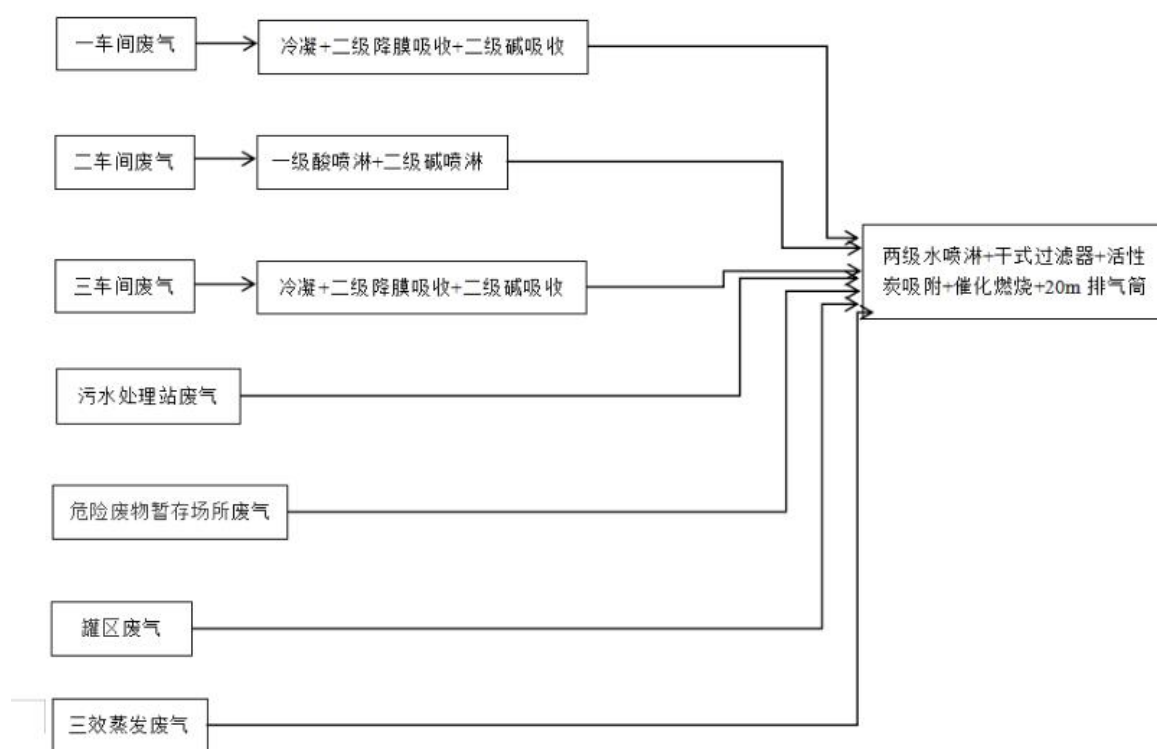 一车间废气
冷凝+二级降膜吸收+二级碱吸收
二车间废气
一级酸喷淋+二级碱喷淋
三车间废气
冷凝+二级降膜吸收+二级碱吸收
两级水喷淋+干式过滤器+活性
炭吸附+催化燃烧+20m 排气筒
污水处理站废气
危险废物暂存场所废气
罐区废气
三效蒸发废气